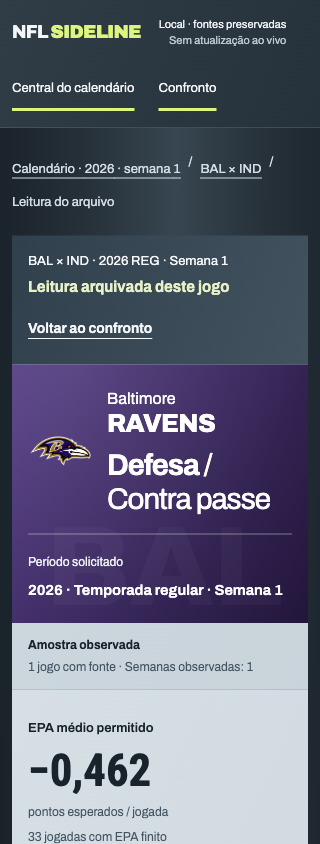 NFL SIDELINE
Local · fontes preservadas
Sem atualização ao vivo
Central do calendário
Confronto
Calendário · 2026 · semana 1 / BAL × IND /
Leitura do arquivo
BAL × IND · 2026 REG · Semana 1
Leitura arquivada deste jogo
Voltar ao confronto
Baltimore
RAVENS
Defesa /
Contra passe
BAL
Período solicitado
2026 · Temporada regular · Semana 1
Amostra observada
1 jogo com fonte · Semanas observadas: 1
EPA médio permitido
−0,462
pontos esperados / jogada
33 jogadas com EPA finito